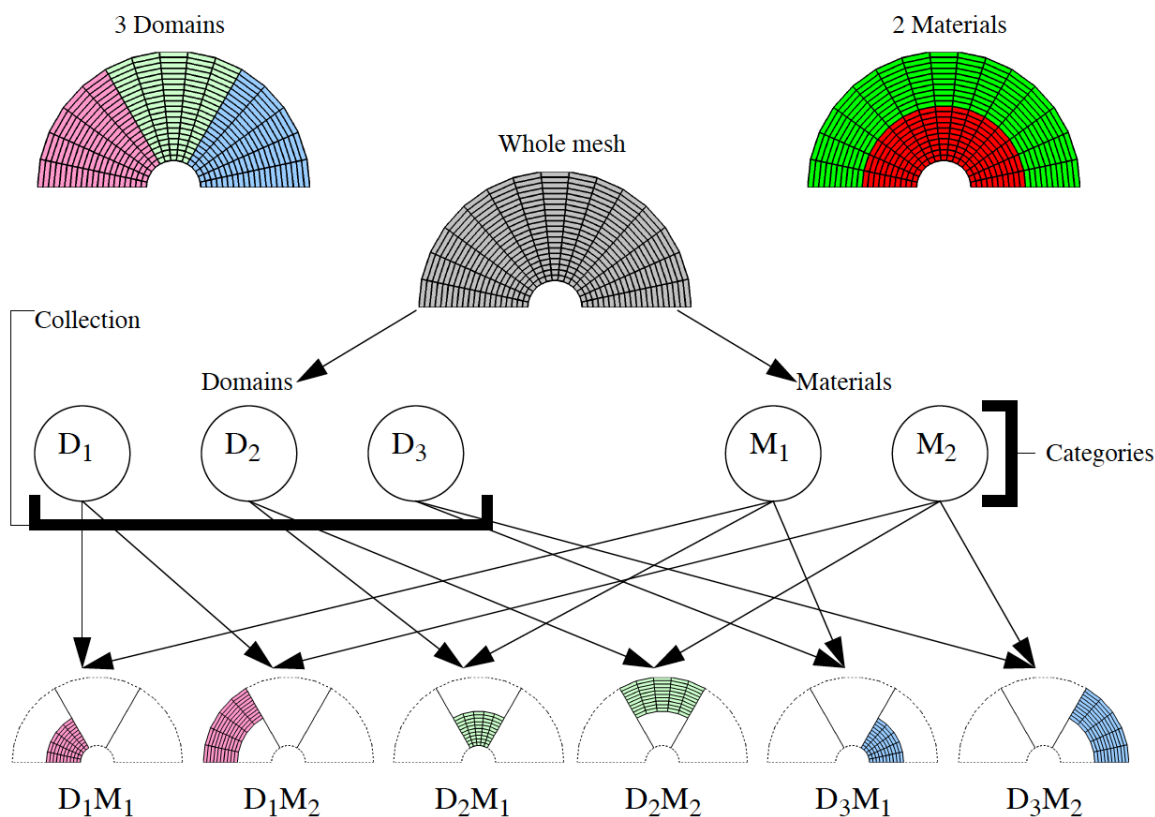 3 Domains
2 Materials
Whole mesh
Collection
Domains
Materials
D₁
D₂
D₃
M₁
M₂
Categories
D₁M₁
D₁M₂
D₂M₁
D₂M₂
D₃M₁
D₃M₂